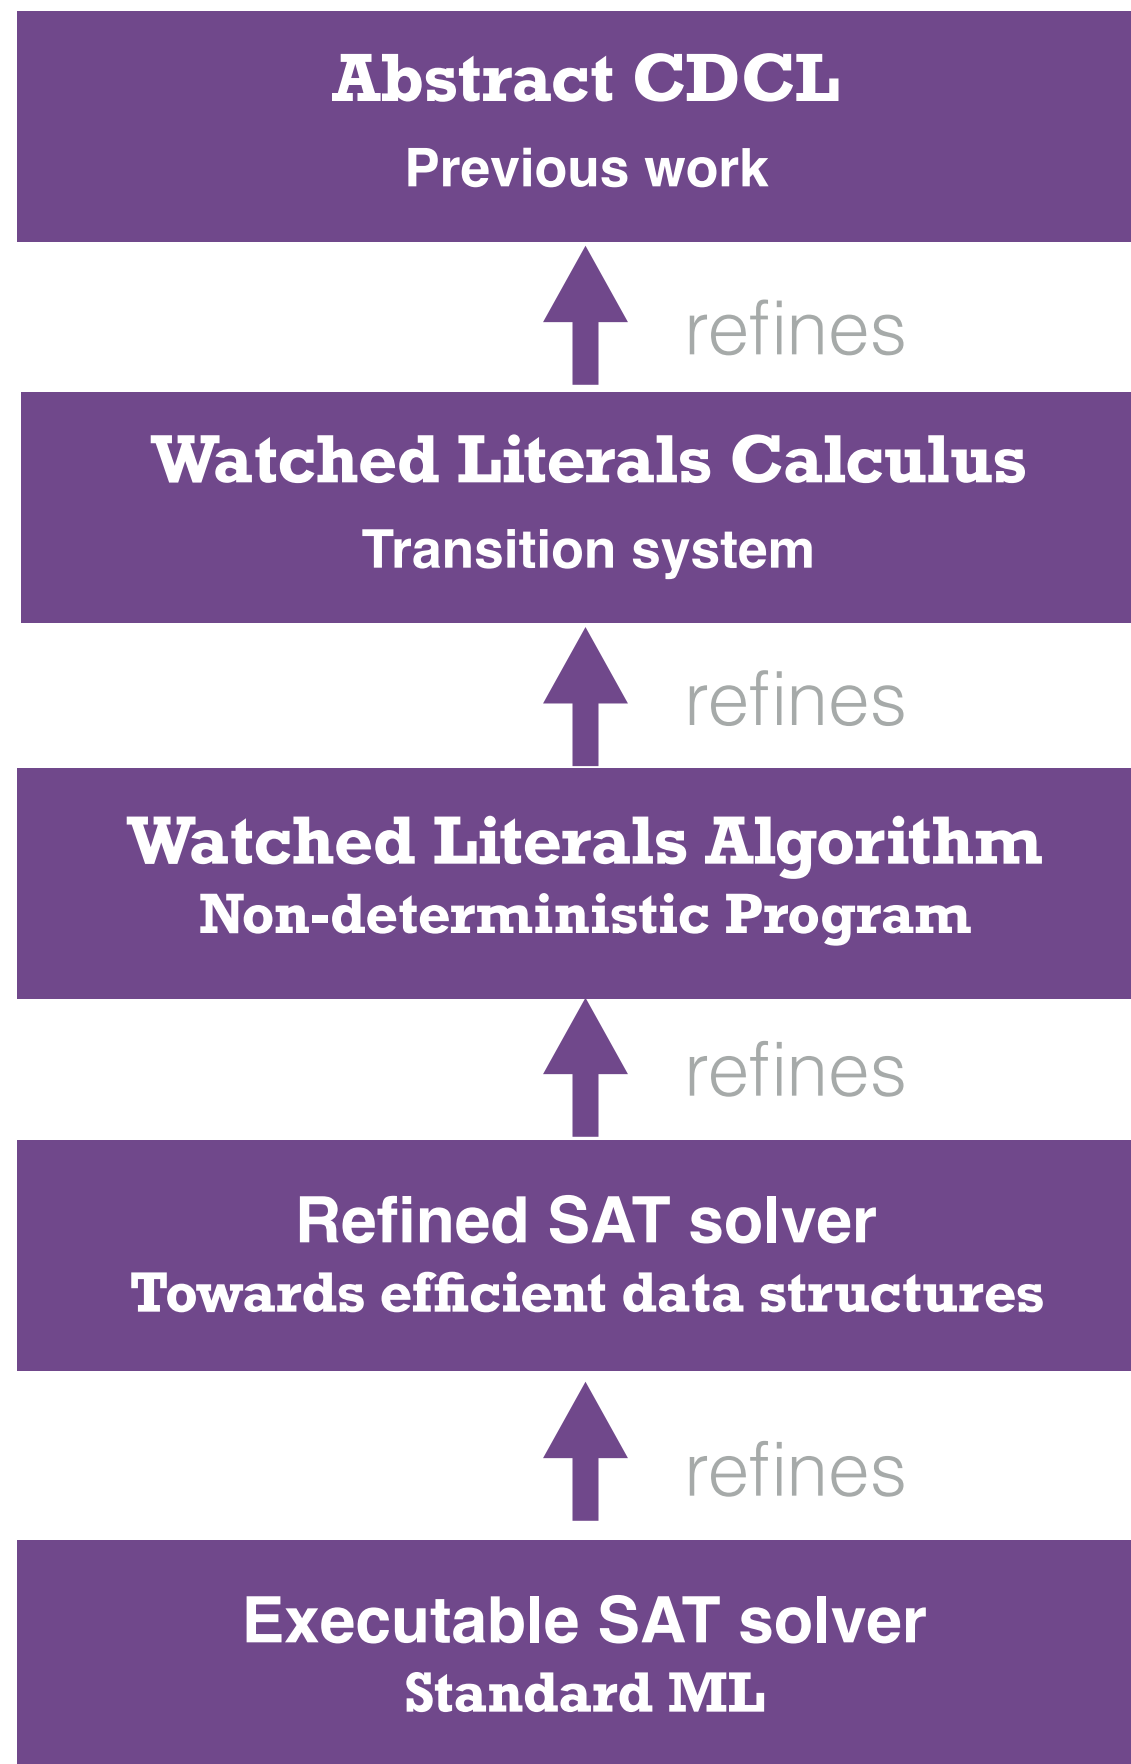 Abstract CDCL
Previous work
refines
Watched Literals Calculus
Transition system
refines
Watched Literals Algorithm
Non-deterministic Program
refines
Refined SAT solver
Towards efficient data structures
refines
Executable SAT solver
Standard ML